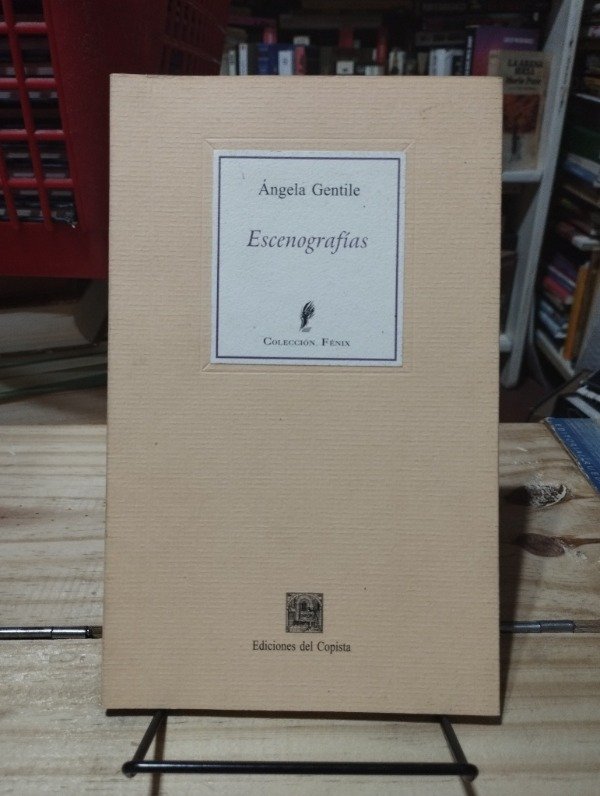 Ángela Gentile
Escenografías
Colección Fénix
Ediciones del Copista